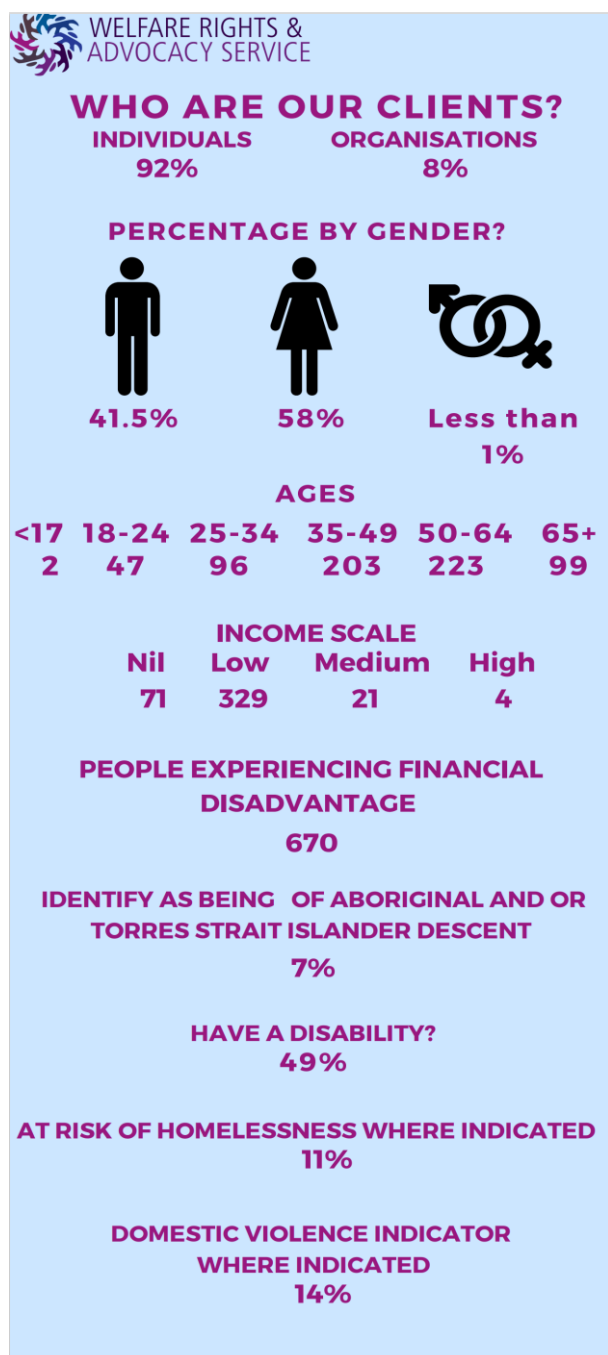 WELFARE RIGHTS &
ADVOCACY SERVICE
WHO ARE OUR CLIENTS?
INDIVIDUALS ORGANISATIONS
92% 8%
PERCENTAGE BY GENDER?
41.5% 58% Less than
1%
AGES
<17 18-24 25-34 35-49 50-64 65+
2 47 96 203 223 99
INCOME SCALE
Nil Low Medium High
71 329 21 4
PEOPLE EXPERIENCING FINANCIAL
DISADVANTAGE
670
IDENTIFY AS BEING OF ABORIGINAL AND OR
TORRES STRAIT ISLANDER DESCENT
7%
HAVE A DISABILITY?
49%
AT RISK OF HOMELESSNESS WHERE INDICATED
11%
DOMESTIC VIOLENCE INDICATOR
WHERE INDICATED
14%